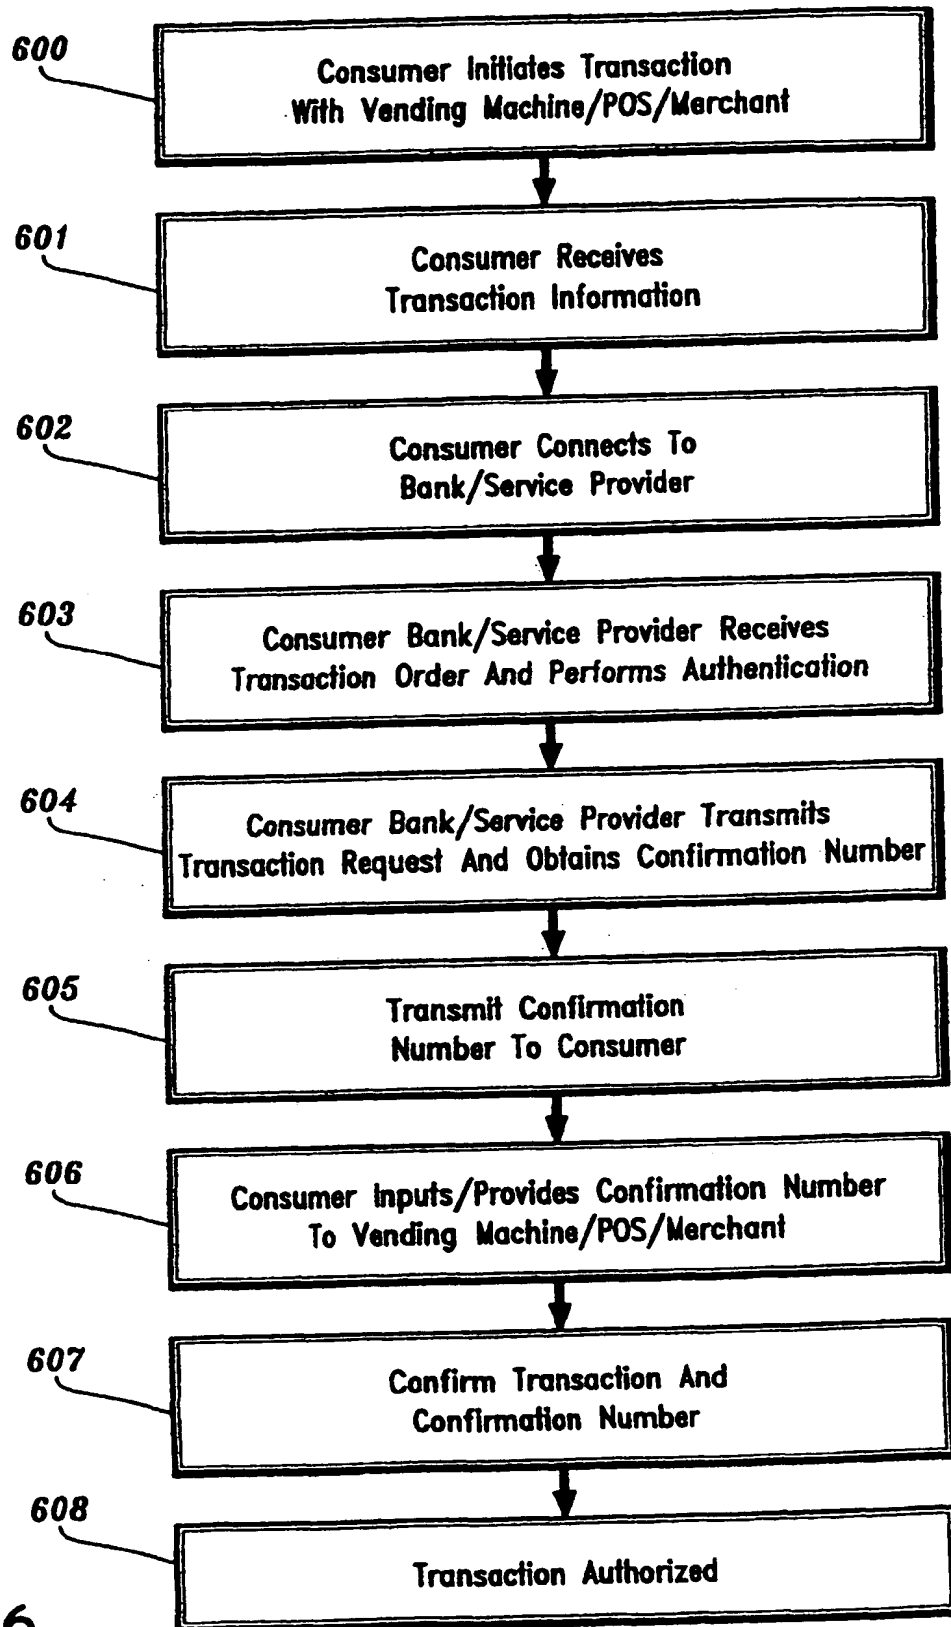 600
Consumer Initiates Transaction
With Vending Machine/POS/Merchant
601
Consumer Receives
Transaction Information
602
Consumer Connects To
Bank/Service Provider
603
Consumer Bank/Service Provider Receives
Transaction Order And Performs Authentication
604
Consumer Bank/Service Provider Transmits
Transaction Request And Obtains Confirmation Number
605
Transmit Confirmation
Number To Consumer
606
Consumer Inputs/Provides Confirmation Number
To Vending Machine/POS/Merchant
607
Confirm Transaction And
Confirmation Number
608
Transaction Authorized
6